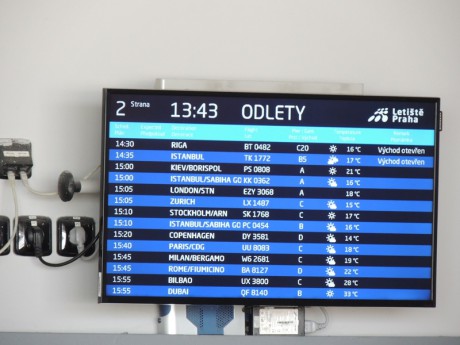 2 Strana 13:43 ODLETY Letiště Praha
14:30 RIGA BT 0482 C20 16 °C Východ otevřen
14:35 ISTANBUL TK 1772 B5 17 °C Východ otevřen
15:00 KIEV/BORISPOL PS 0808 A 21 °C
15:00 ISTANBUL/SABIHA GO KK 0362 A 16 °C
15:05 LONDON/STN EZY 3068 A 18 °C
15:05 ZURICH LX 1487 C 15 °C
15:10 STOCKHOLM/ARN SK 1768 C 17 °C
15:10 ISTANBUL/SABIHA GO PC 0454 B 16 °C
15:20 COPENHAGEN DY 3581 D 14 °C
15:40 PARIS/CDG UU 8083 C 18 °C
15:45 MILAN/BERGAMO W6 2681 C 19 °C
15:45 ROME/FIUMICINO BA 8127 D 22 °C
15:55 BILBAO UX 3800 C 28 °C
15:55 DUBAI QF 8140 B 33 °C